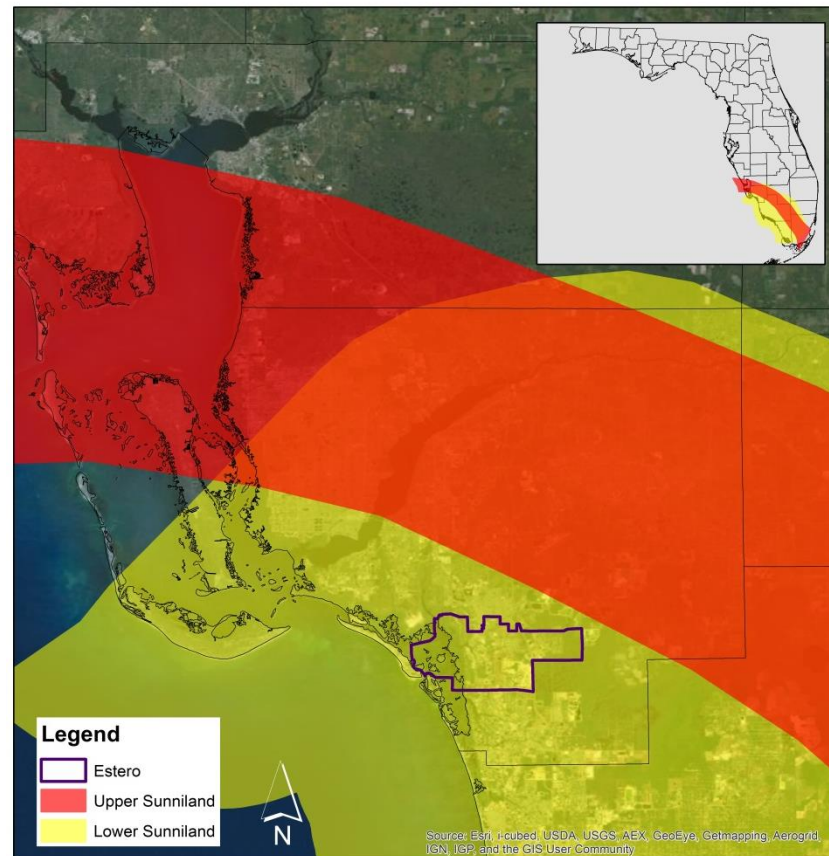 Legend
Estero
Upper Sunniland
Lower Sunniland
N
Source: Esri, i-cubed, USDA, USGS, AEX, GeoEye, Getmapping, Aerogrid,
IGN, IGP, and the GIS User Community